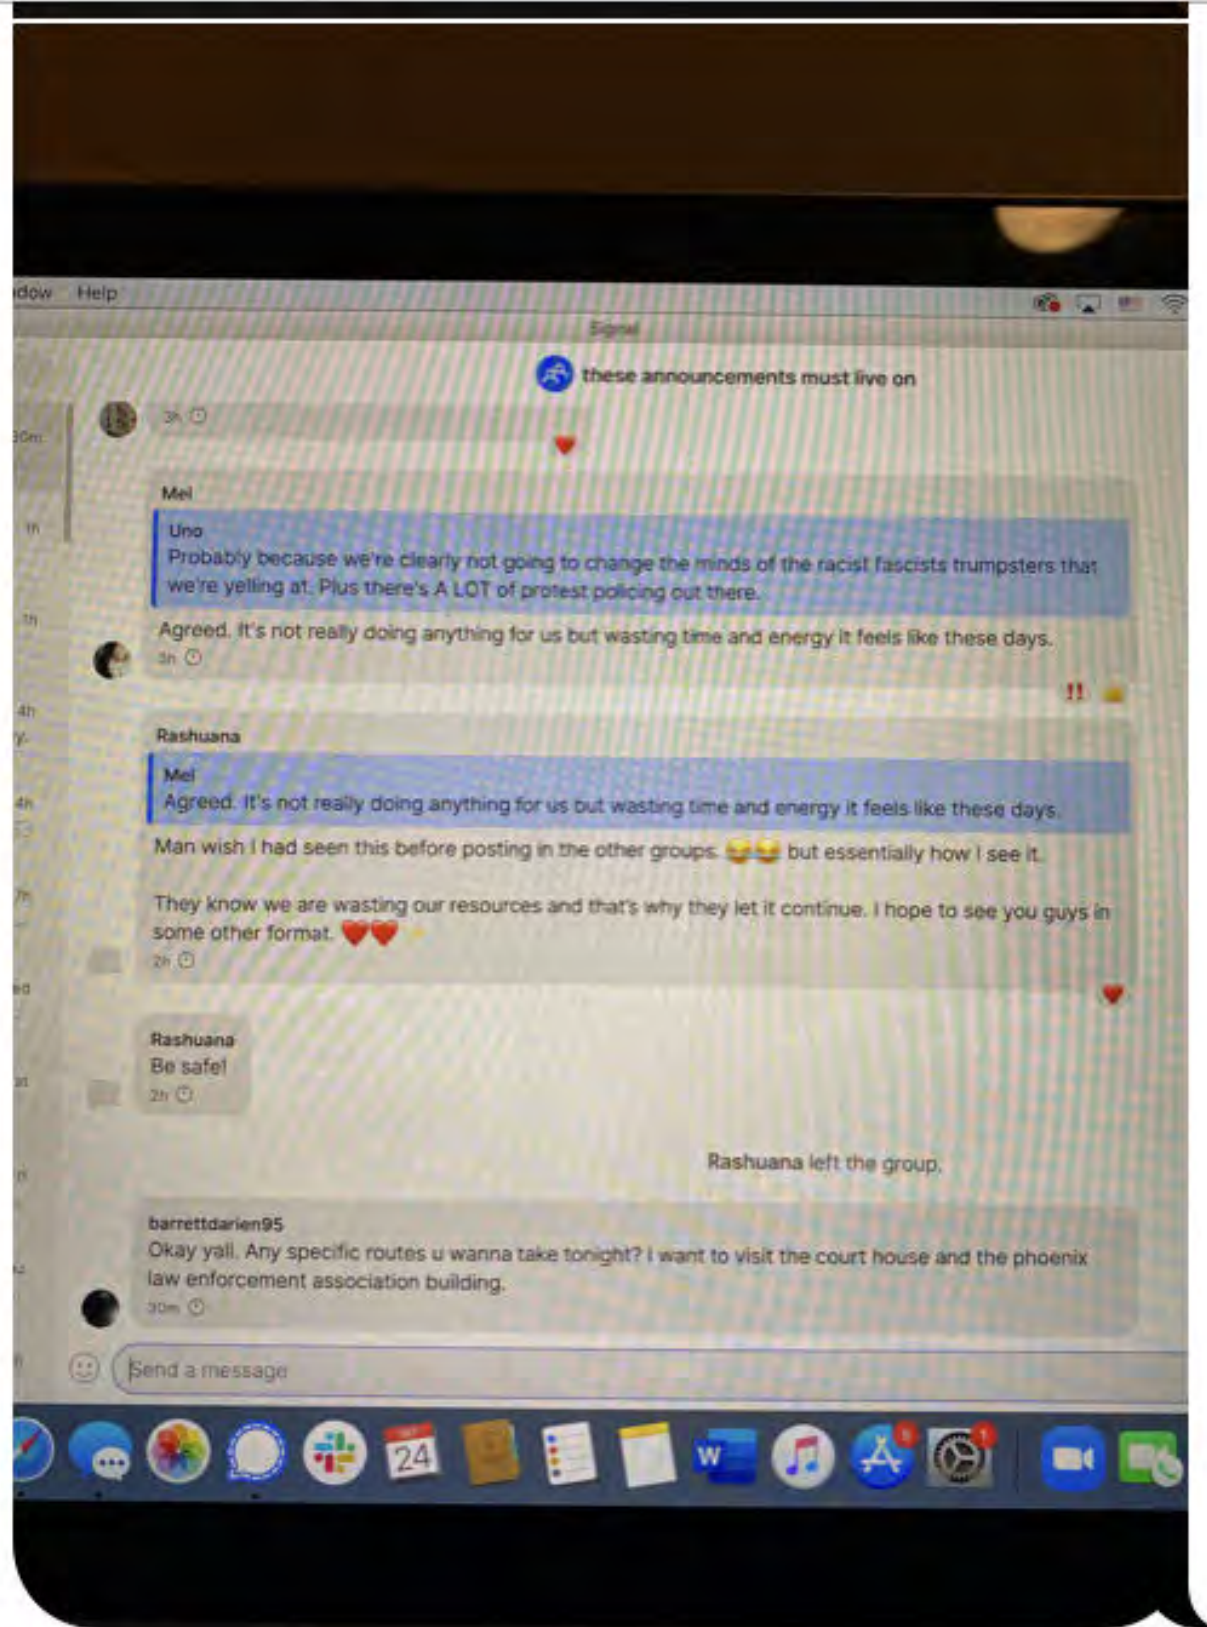 Help
Signal
these announcements must live on
3h
30m
1h
Mel
Uno
Probably because we're clearly not going to change the minds of the racist fascists trumpsters that
we're yelling at. Plus there's A LOT of protest policing out there.
1h
Agreed. It's not really doing anything for us but wasting time and energy it feels like these days.
3h
4h
y.
Rashuana
Mel
Agreed. It's not really doing anything for us but wasting time and energy it feels like these days.
4h
Man wish I had seen this before posting in the other groups. 😂😂 but essentially how I see it.
7h
They know we are wasting our resources and that's why they let it continue. I hope to see you guys in
some other format. ❤️❤️
2h
ed
Rashuana
Be safe!
2h
Rashuana left the group.
barrettdarien95
Okay yall. Any specific routes u wanna take tonight? I want to visit the court house and the phoenix
law enforcement association building.
30m
Send a message
24
W
1